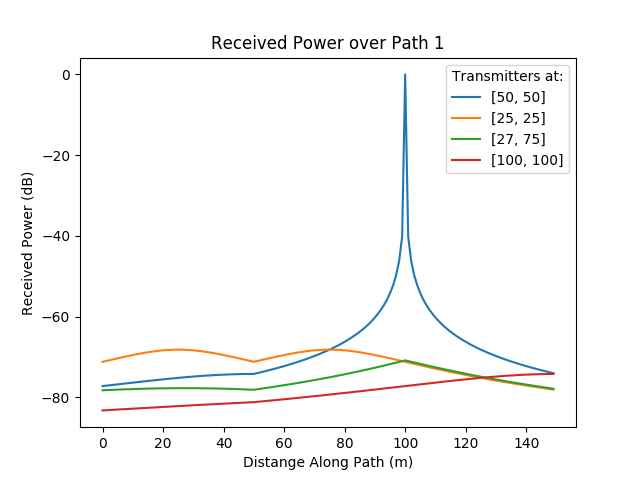 Received Power over Path 1
Received Power (dB)
0
−20
−40
−60
−80
Transmitters at:
[50, 50]
[25, 25]
[27, 75]
[100, 100]
0 20 40 60 80 100 120 140
Distange Along Path (m)